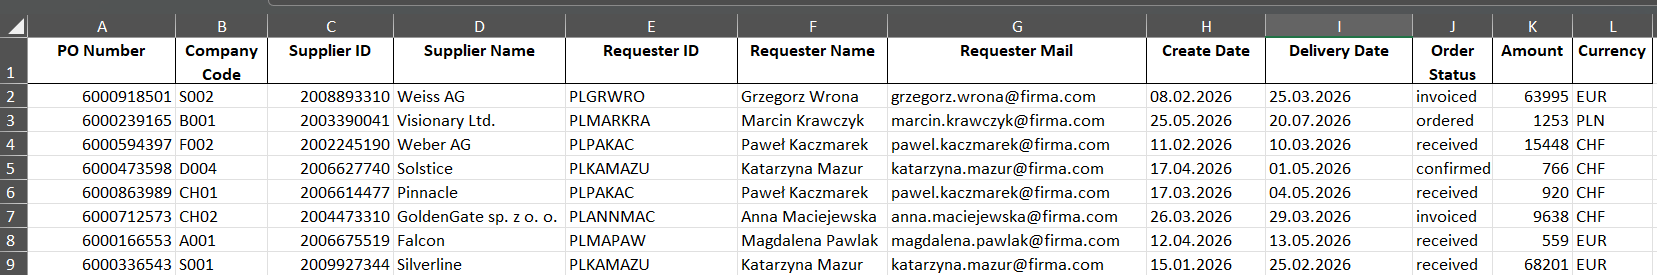 A B C D E F G H I J K L
1 PO Number Company Code Supplier ID Supplier Name Requester ID Requester Name Requester Mail Create Date Delivery Date Order Status Amount Currency
2 6000918501 S002 2008893310 Weiss AG PLGRWRO Grzegorz Wrona grzegorz.wrona@firma.com 08.02.2026 25.03.2026 invoiced 63995 EUR
3 6000239165 B001 2003390041 Visionary Ltd. PLMARKRA Marcin Krawczyk marcin.krawczyk@firma.com 25.05.2026 20.07.2026 ordered 1253 PLN
4 6000594397 F002 2002245190 Weber AG PLPAKAC Paweł Kaczmarek pawel.kaczmarek@firma.com 11.02.2026 10.03.2026 received 15448 CHF
5 6000473598 D004 2006627740 Solstice PLKAMAZU Katarzyna Mazur katarzyna.mazur@firma.com 17.04.2026 01.05.2026 confirmed 766 CHF
6 6000863989 CH01 2006614477 Pinnacle PLPAKAC Paweł Kaczmarek pawel.kaczmarek@firma.com 17.03.2026 04.05.2026 received 920 CHF
7 6000712573 CH02 2004473310 GoldenGate sp. z o. o. PLANNMAC Anna Maciejewska anna.maciejewska@firma.com 26.03.2026 29.03.2026 invoiced 9638 CHF
8 6000166553 A001 2006675519 Falcon PLMAPAW Magdalena Pawlak magdalena.pawlak@firma.com 12.04.2026 13.05.2026 received 559 EUR
9 6000336543 S001 2009927344 Silverline PLKAMAZU Katarzyna Mazur katarzyna.mazur@firma.com 15.01.2026 25.02.2026 received 68201 EUR